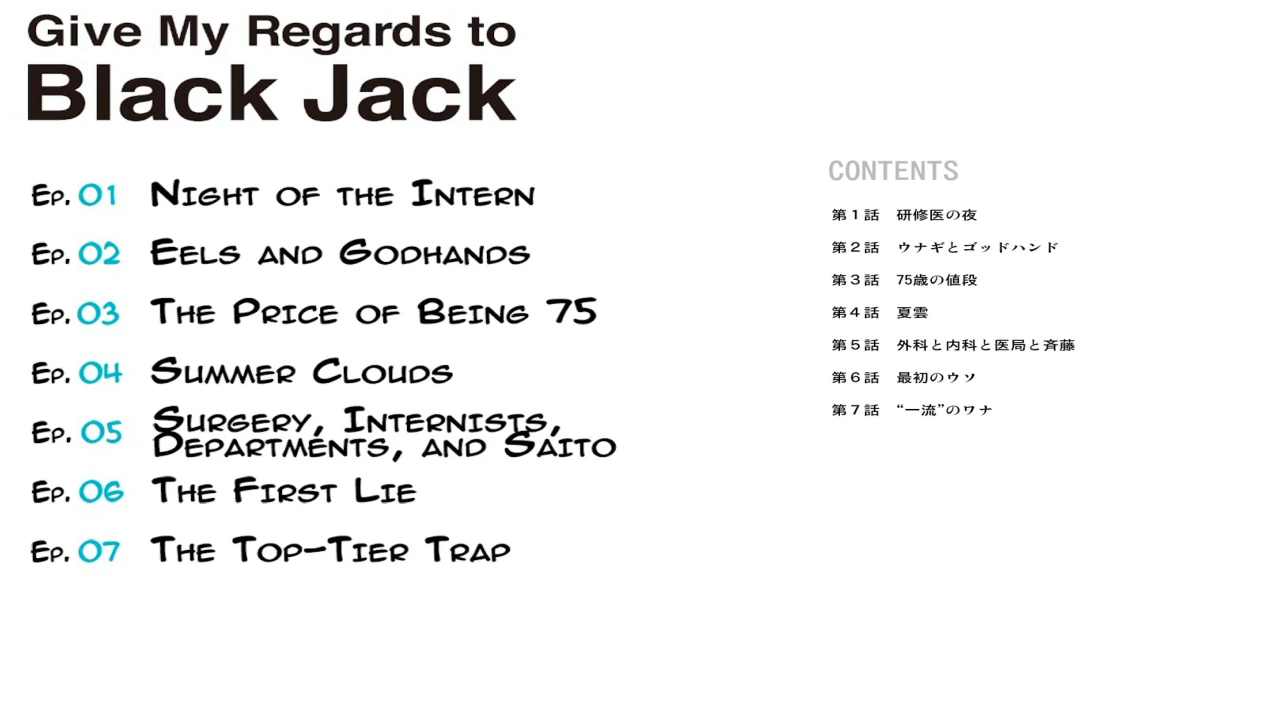 Give My Regards to
Black Jack
EP. 01 NIGHT OF THE INTERN
EP. 02 EELS AND GODHANDS
EP. 03 THE PRICE OF BEING 75
EP. 04 SUMMER CLOUDS
EP. 05 SURGERY, INTERNISTS,
DEPARTMENTS, AND SAITO
EP. 06 THE FIRST LIE
EP. 07 THE TOP-TIER TRAP
CONTENTS
第1話 研修医の夜
第2話 ウナギとゴッドハンド
第3話 75歳の値段
第4話 夏雲
第5話 外科と内科と医局と斉藤
第6話 最初のウソ
第7話 “一流”のワナ